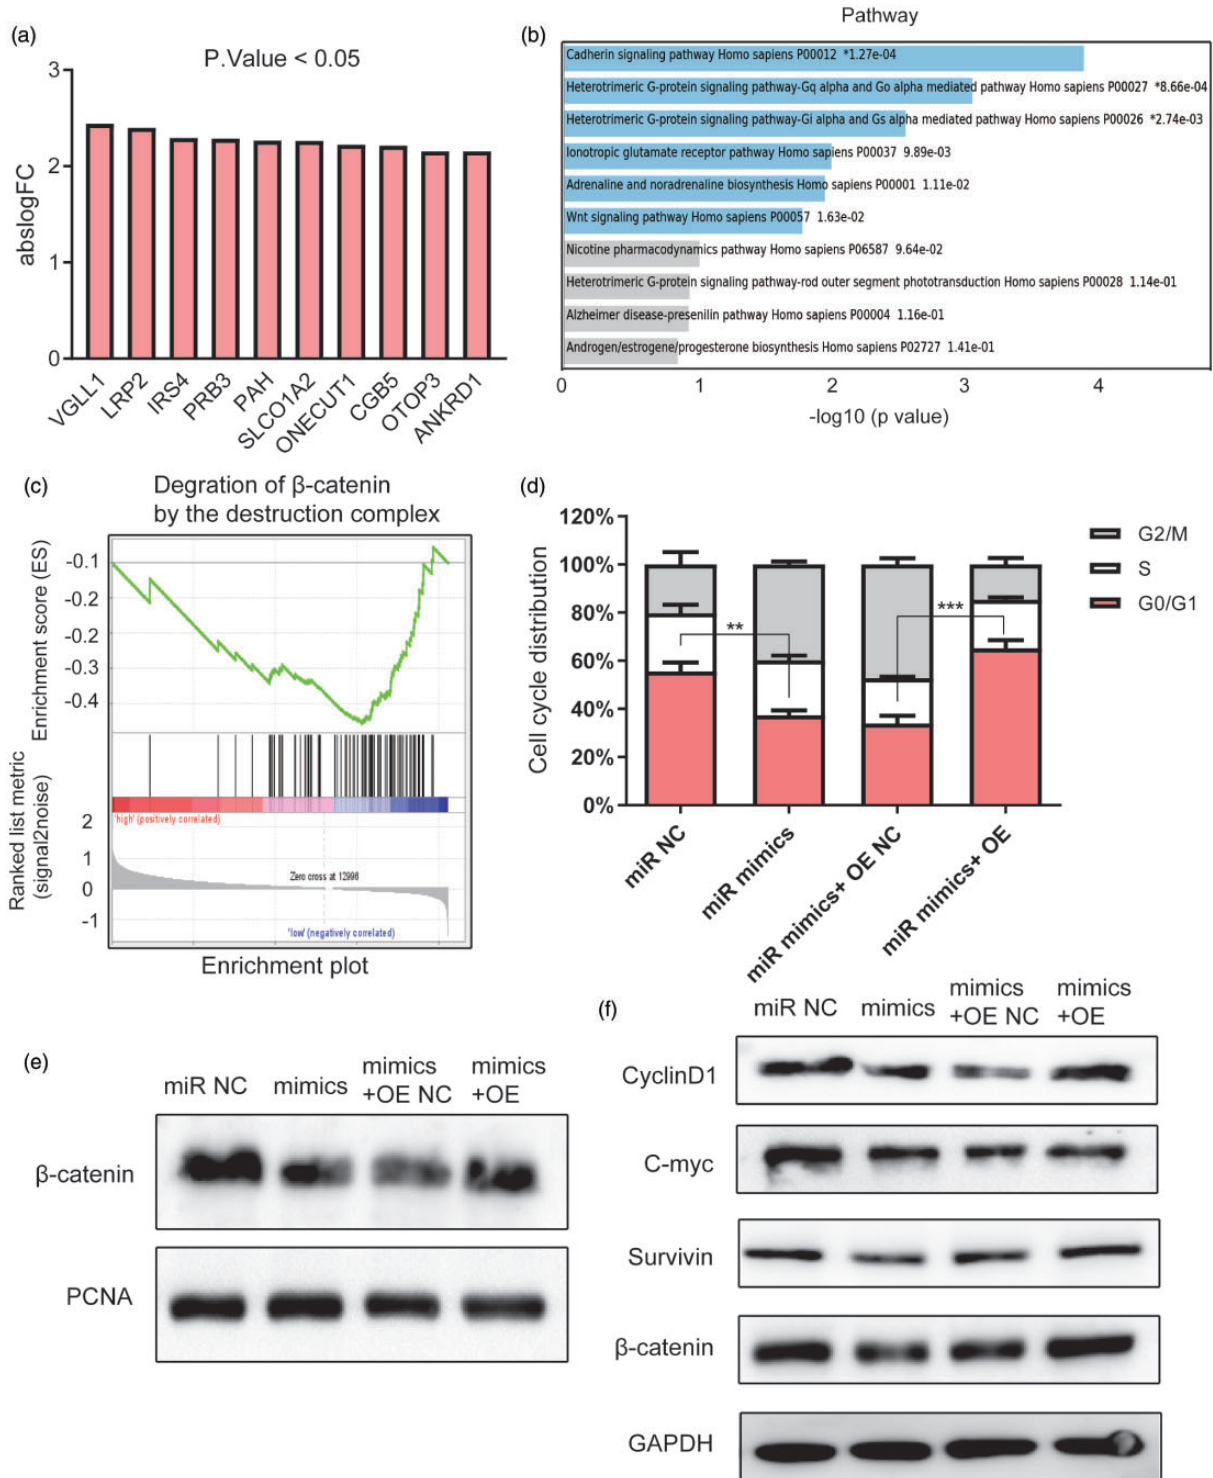 (a)
P.Value < 0.05
abslogFC
3
2
1
0
VGLL1
LRP2
IRS4
PRB3
PAH
SLCO1A2
ONECUT1
CGB5
OTOP3
ANKRD1
(b)
Pathway
Cadherin signaling pathway Homo sapiens P00012 *1.27e-04
Heterotrimeric G-protein signaling pathway-Gq alpha and Go alpha mediated pathway Homo sapiens P00027 *8.66e-04
Heterotrimeric G-protein signaling pathway-Gi alpha and Gs alpha mediated pathway Homo sapiens P00026 *2.74e-03
Ionotropic glutamate receptor pathway Homo sapiens P00037 9.89e-03
Adrenaline and noradrenaline biosynthesis Homo sapiens P00001 1.11e-02
Wnt signaling pathway Homo sapiens P00057 1.63e-02
Nicotine pharmacodynamics pathway Homo sapiens P06587 9.64e-02
Heterotrimeric G-protein signaling pathway-rod outer segment phototransduction Homo sapiens P00028 1.14e-01
Alzheimer disease-presenilin pathway Homo sapiens P00004 1.16e-01
Androgen/estrogene/progesterone biosynthesis Homo sapiens P02727 1.41e-01
0 1 2 3 4
-log10 (p value)
(c)
Degration of β-catenin
by the destruction complex
Enrichment score (ES)
-0.1
-0.2
-0.2
-0.3
-0.4
Ranked list metric
(signal2noise)
'high' (positively correlated)
2
1
0
-1
Zero cross at 12996
'low' (negatively correlated)
Enrichment plot
(d)
Cell cycle distribution
120%
100%
80%
60%
40%
20%
0%
**
***
G2/M
S
G0/G1
miR NC
miR mimics
miR mimics+ OE NC
miR mimics+ OE
(e)
miR NC
mimics
mimics
+OE NC
mimics
+OE
β-catenin
PCNA
(f)
miR NC
mimics
mimics
+OE NC
mimics
+OE
CyclinD1
C-myc
Survivin
β-catenin
GAPDH